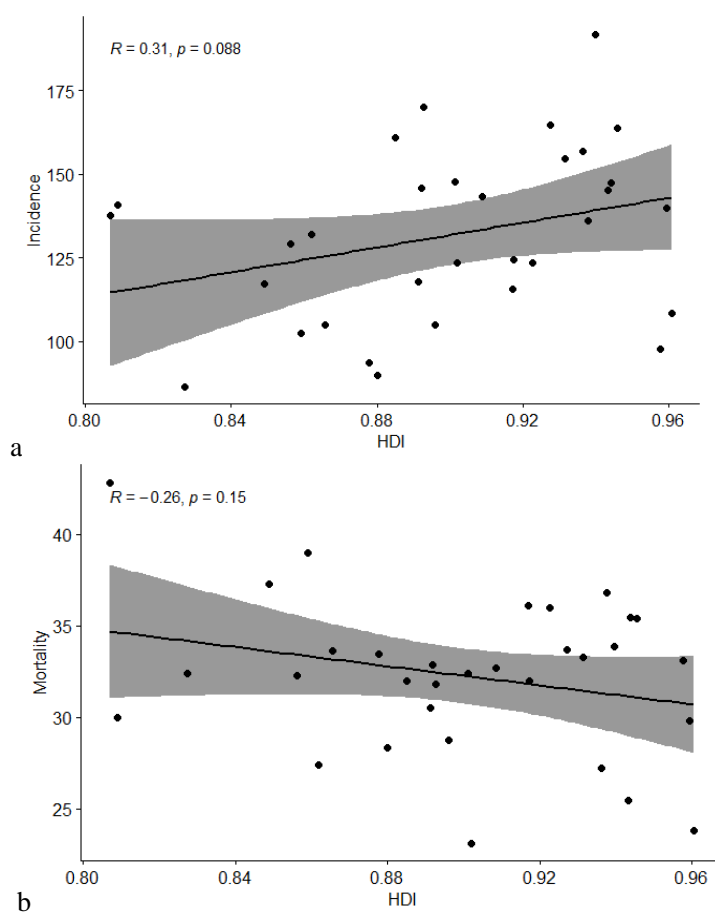 R = 0.31, p = 0.088
175
150
125
100
Incidence
0.80 0.84 0.88 0.92 0.96
HDI
a
R = −0.26, p = 0.15
40
35
30
25
Mortality
0.80 0.84 0.88 0.92 0.96
HDI
b